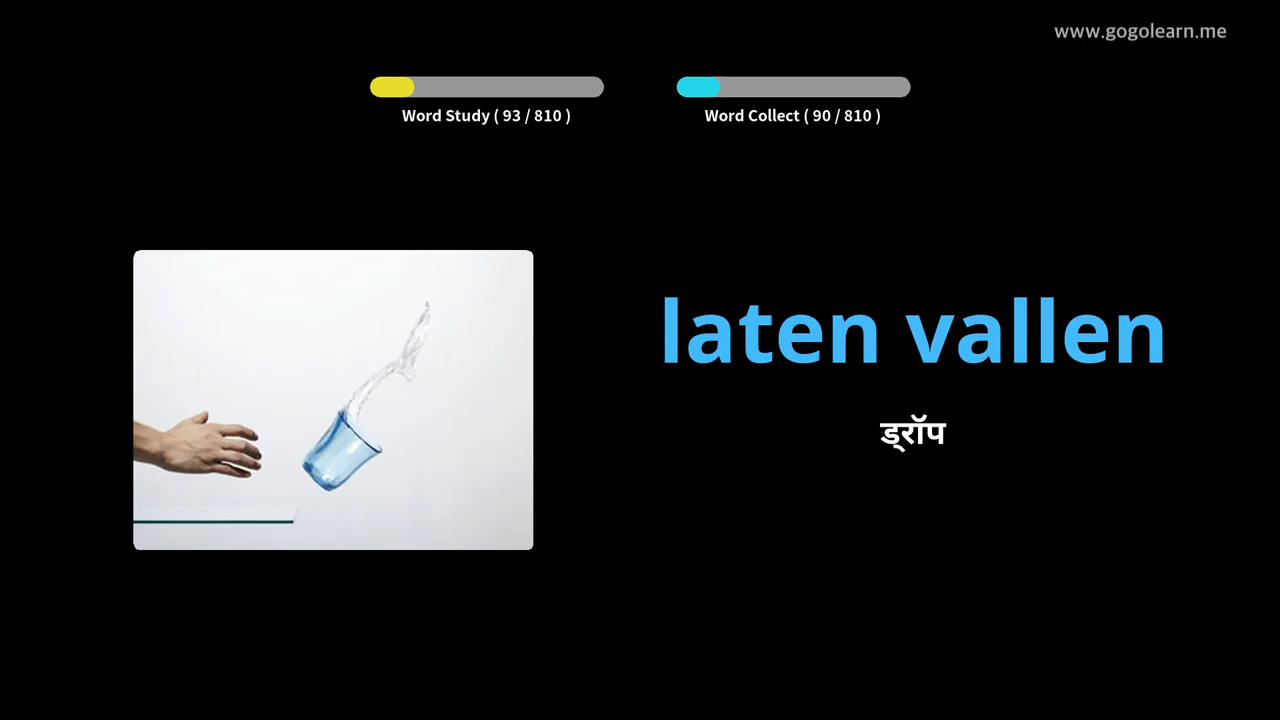 www.gogolearn.me
Word Study ( 93 / 810 )
Word Collect ( 90 / 810 )
laten vallen
ड्रॉप